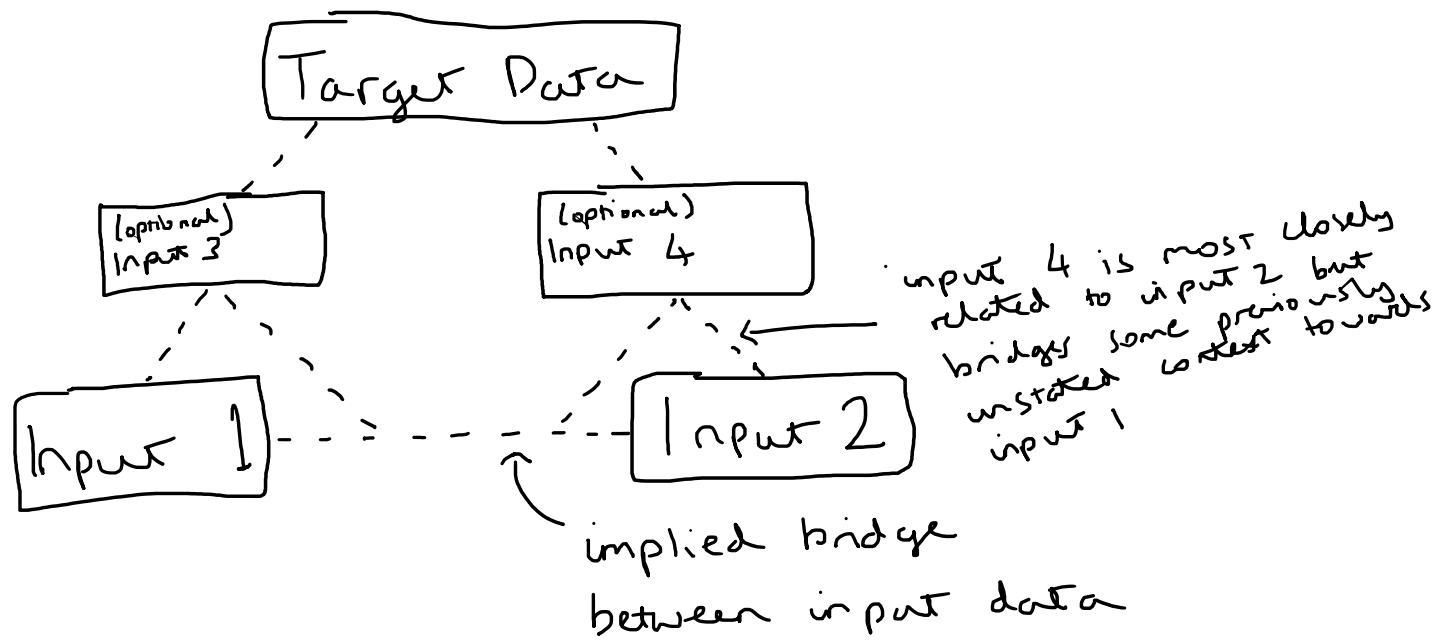 Target Data
(optional)
Input 3
(optional)
Input 4
input 4 is most closely
related to input 2 but
bridges some previously
unstated context towards
input 1
Input 1
Input 2
implied bridge
between input data